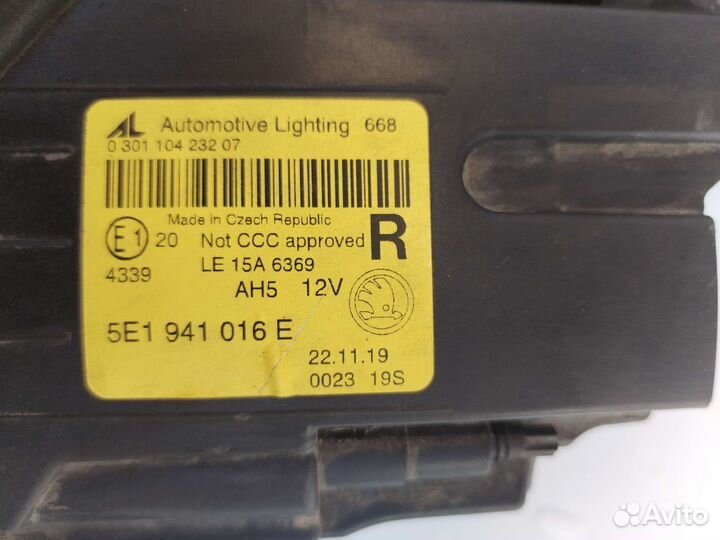 AL Automotive Lighting 668
0 301 104 232 07
Made in Czech Republic
E1 20 Not CCC approved R
4339 LE 15A 6369
AH5 12V
5E1 941 016 E
22.11.19
0023 19S
Avito